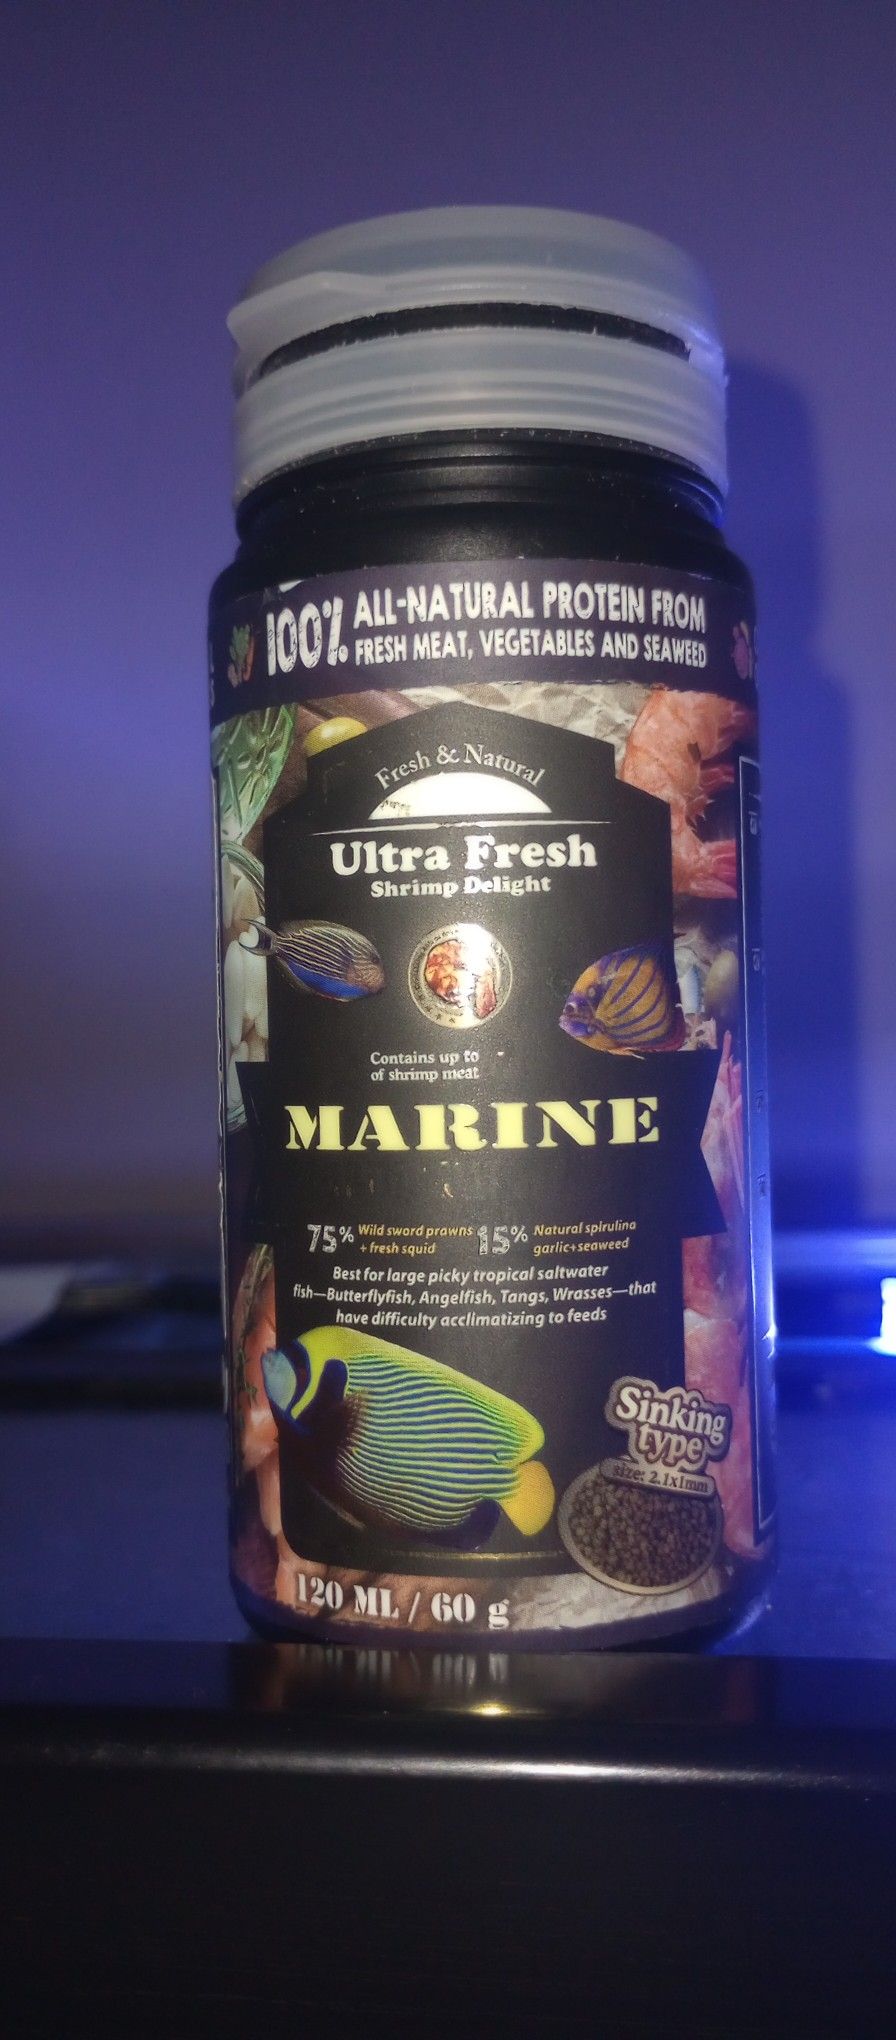 100% ALL-NATURAL PROTEIN FROM
FRESH MEAT, VEGETABLES AND SEAWEED
Fresh & Natural
Ultra Fresh
Shrimp Delight
Contains up to
of shrimp meat
MARINE
75% Wild sword prawns
+ fresh squid
15% Natural spirulina
garlic+seaweed
Best for large picky tropical saltwater
fish—Butterflyfish, Angelfish, Tangs, Wrasses—that
have difficulty acclimatizing to feeds
Sinking
type
size: 2.1x1mm
120 ML / 60 g